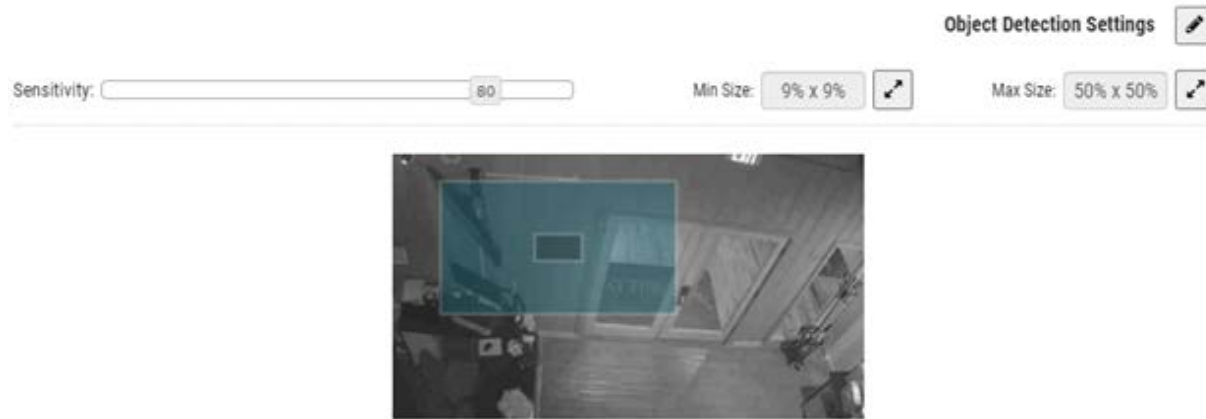 Object Detection Settings
Sensitivity: 80 Min Size: 9% x 9% Max Size: 50% x 50%